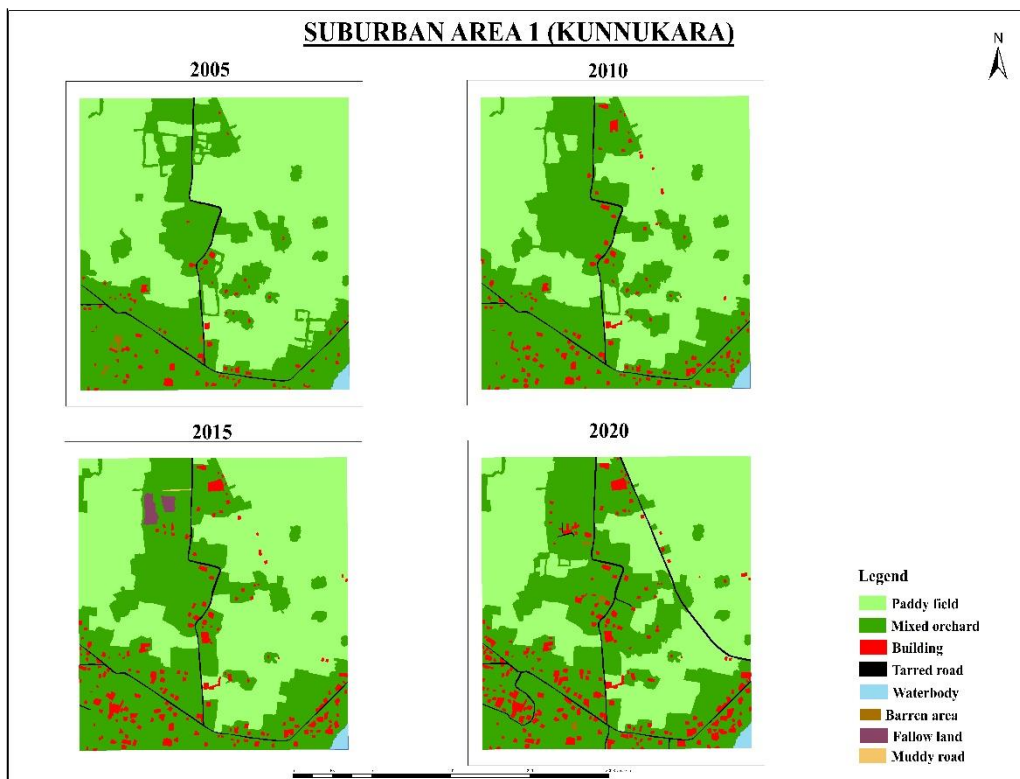 SUBURBAN AREA 1 (KUNNUKARA)
N
2005
2010
2015
2020
Legend
Paddy field
Mixed orchard
Building
Tarred road
Waterbody
Barren area
Fallow land
Muddy road